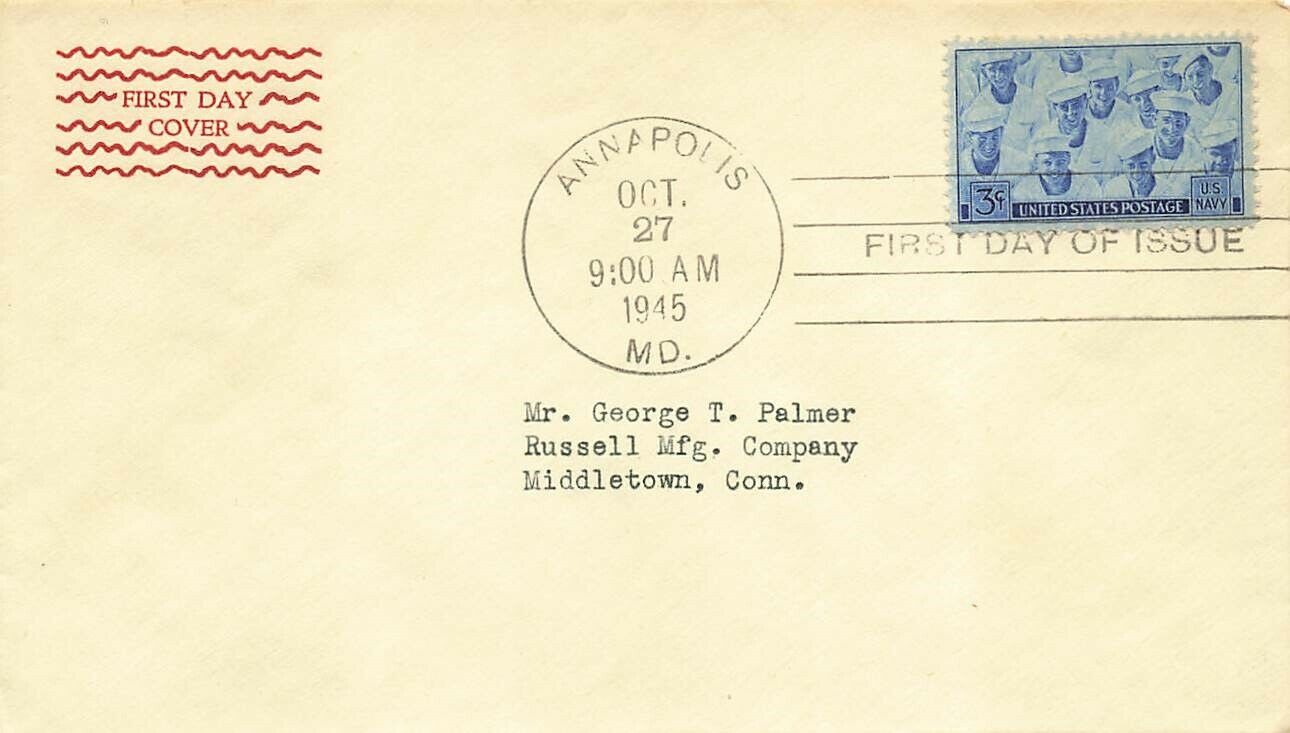 FIRST DAY
COVER
ANNAPOLIS
OCT.
27
9:00 AM
1945
MD.
3¢
UNITED STATES POSTAGE
U.S.
NAVY
FIRST DAY OF ISSUE
Mr. George T. Palmer
Russell Mfg. Company
Middletown, Conn.